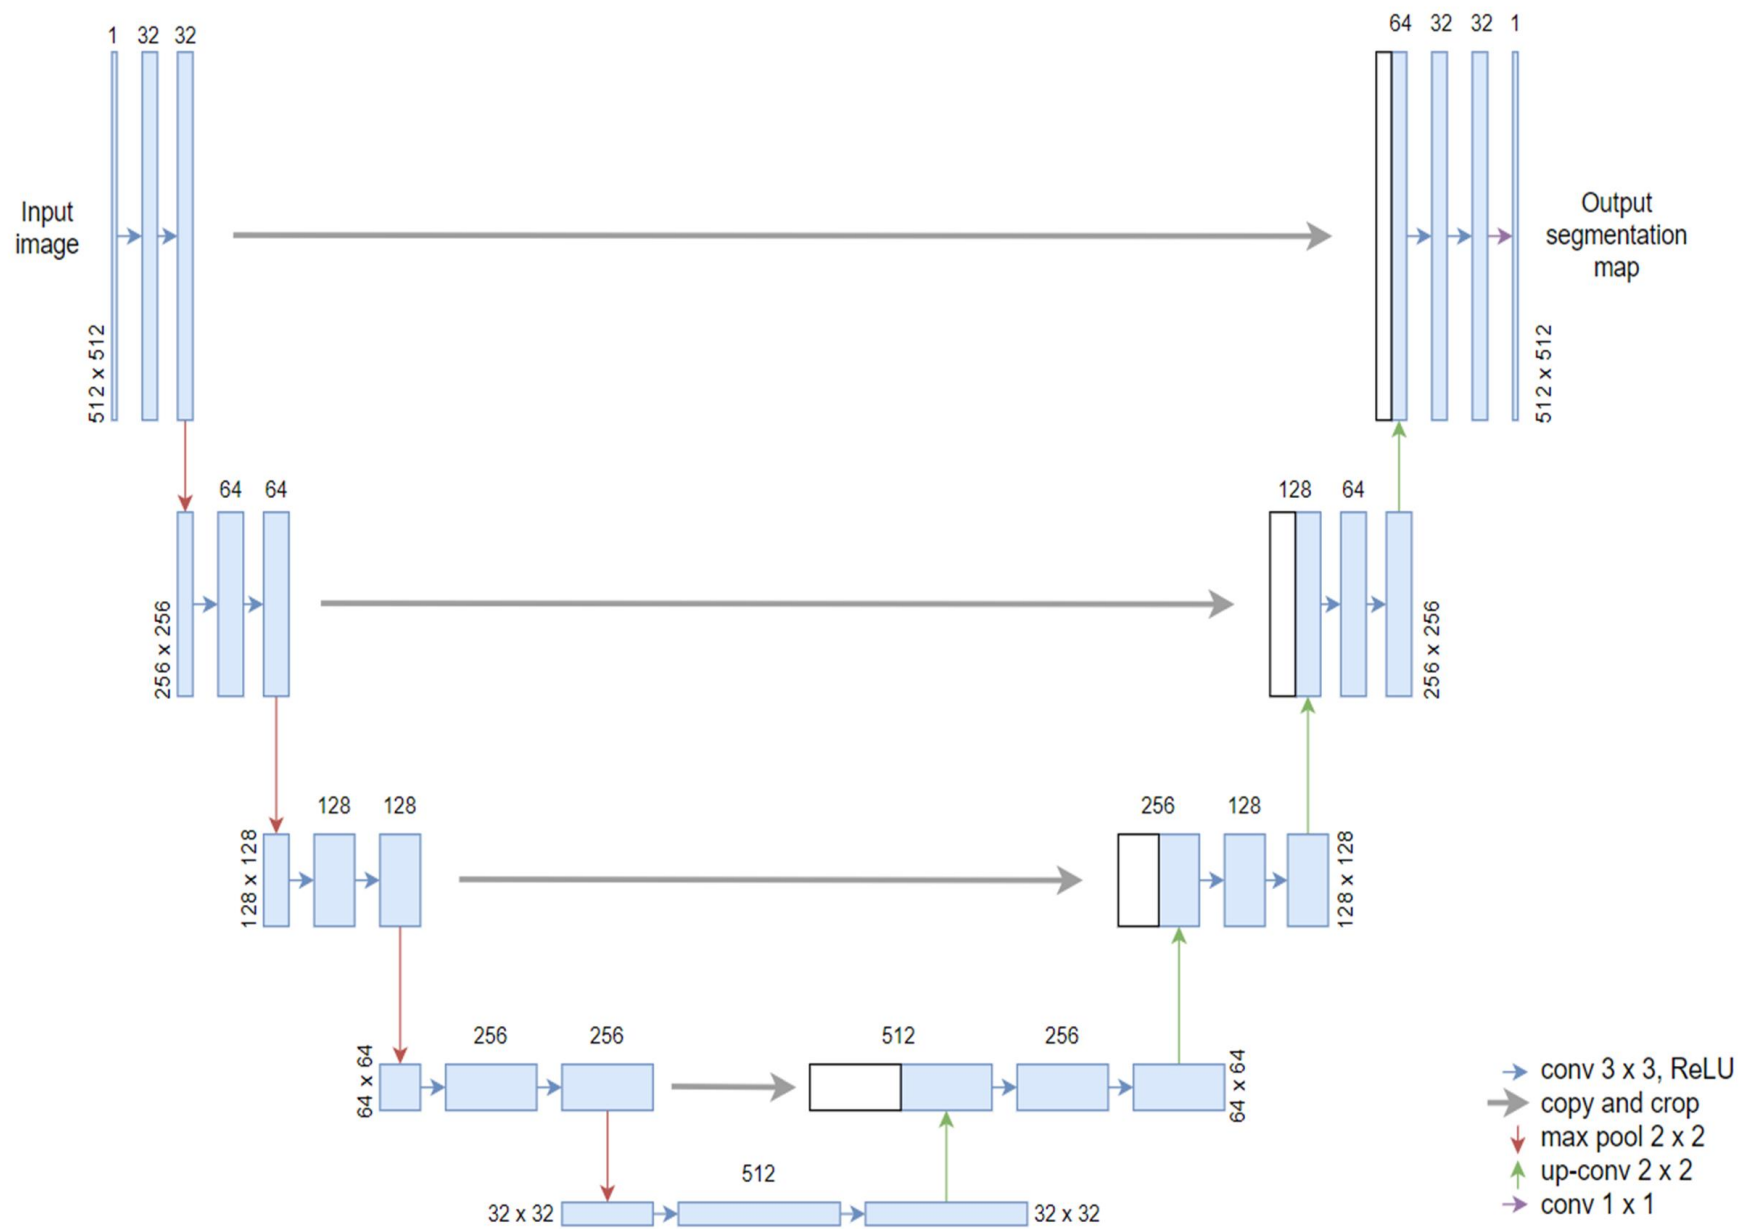 1 32 32
64 32 32 1
Input
image
512 x 512
Output
segmentation
map
512 x 512
64 64
256 x 256
128 64
256 x 256
128 128
128 x 128
256 128
128 x 128
256 256
64 x 64
512 256
64 x 64
512
32 x 32
32 x 32
conv 3 x 3, ReLU
copy and crop
max pool 2 x 2
up-conv 2 x 2
conv 1 x 1